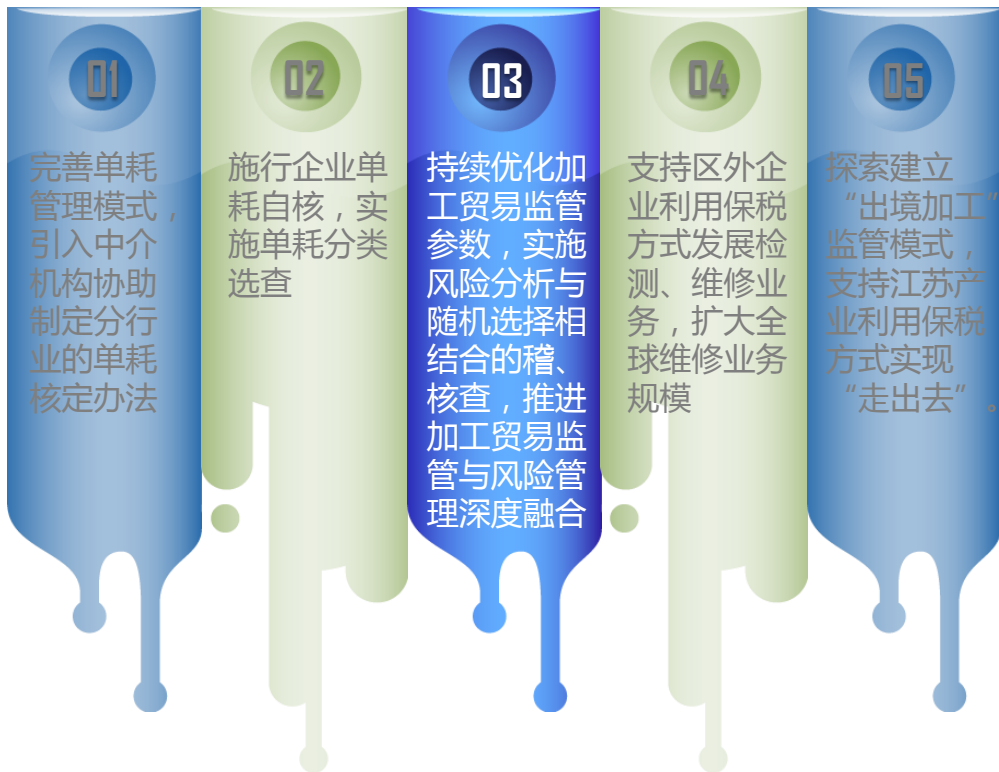 01
完善单耗
管理模式，
引入中介
机构协助
制定分行
业的单耗
核定办法
02
施行企业单
耗自核，实
施单耗分类
选查
03
持续优化加
工贸易监管
参数，实施
风险分析与
随机选择相
结合的稽、
核查，推进
加工贸易监
管与风险管
理深度融合
04
支持区外企
业利用保税
方式发展检
测、维修业
务，扩大全
球维修业务
规模
05
探索建立
“出境加工”
监管模式，
支持江苏产
业利用保税
方式实现
“走出去”。